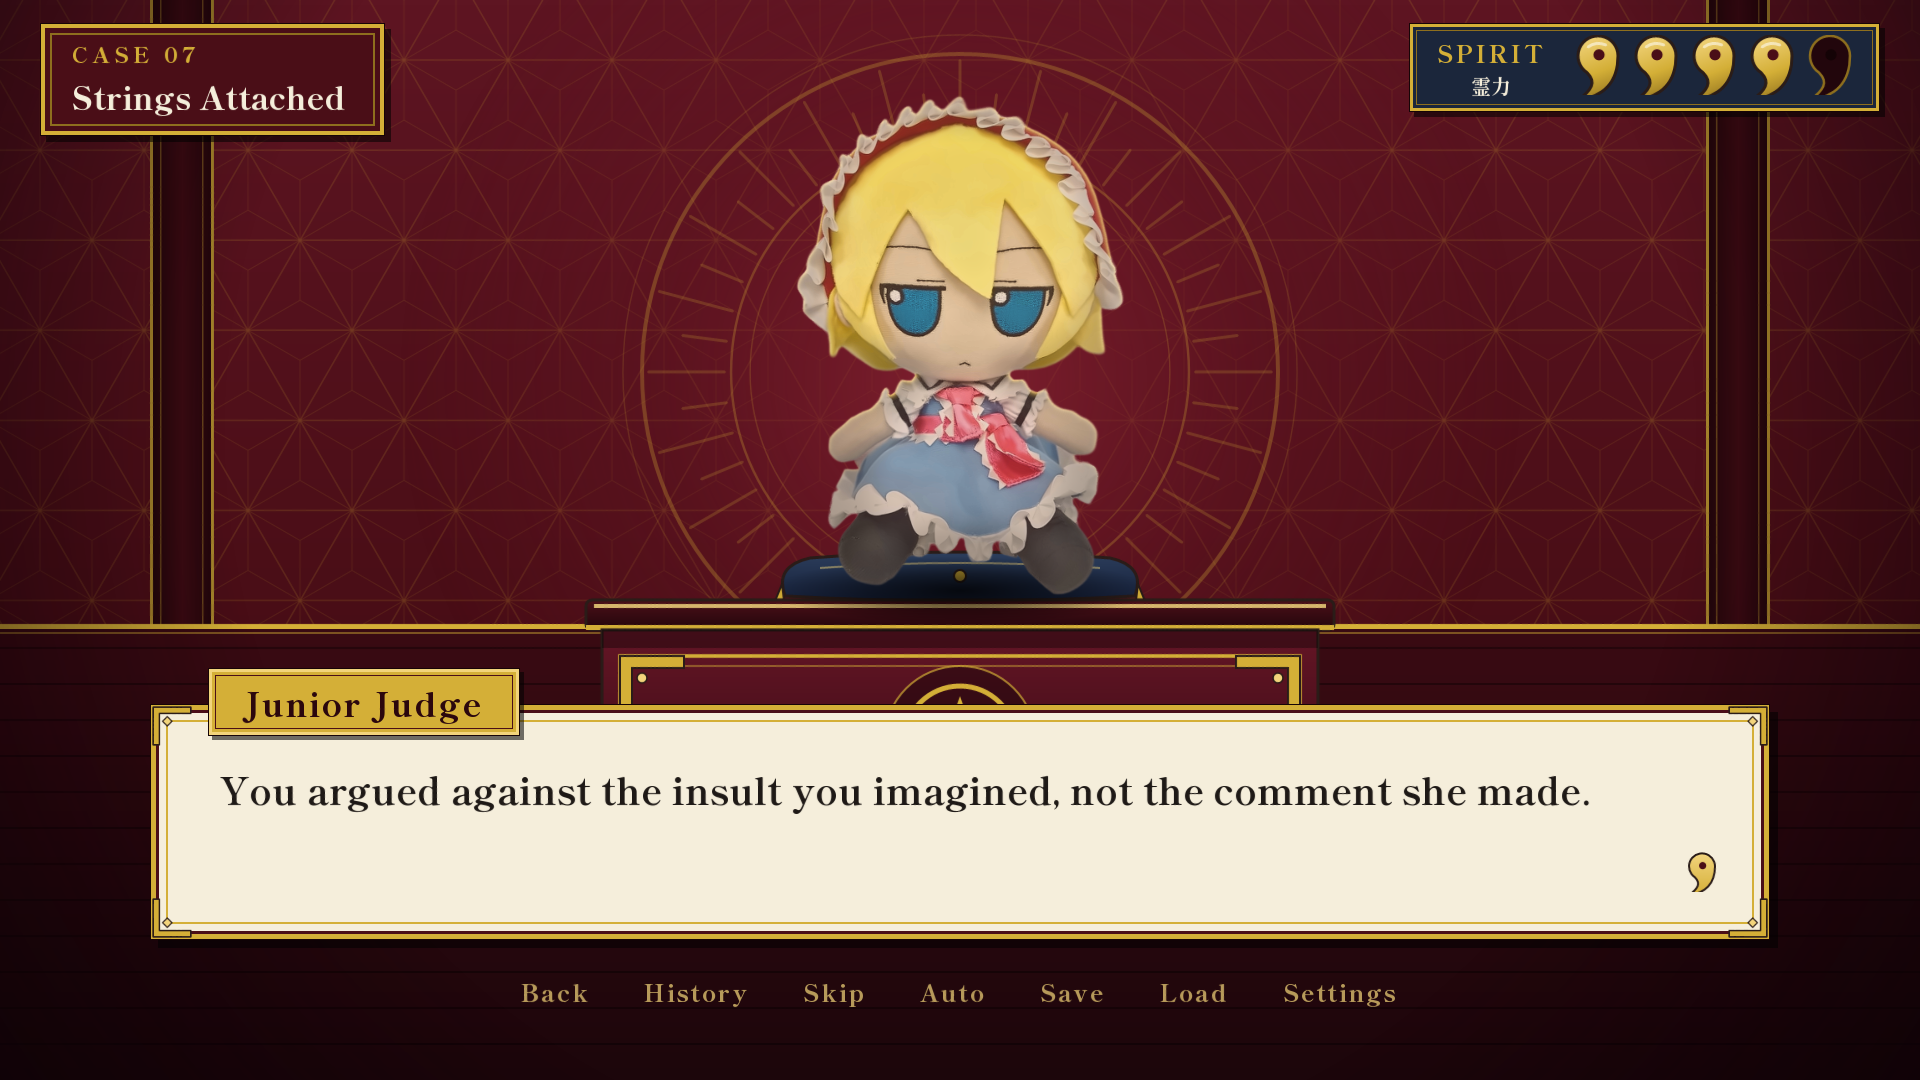 CASE 07
Strings Attached
SPIRIT
霊力
Junior Judge
You argued against the insult you imagined, not the comment she made.
Back
History
Skip
Auto
Save
Load
Settings